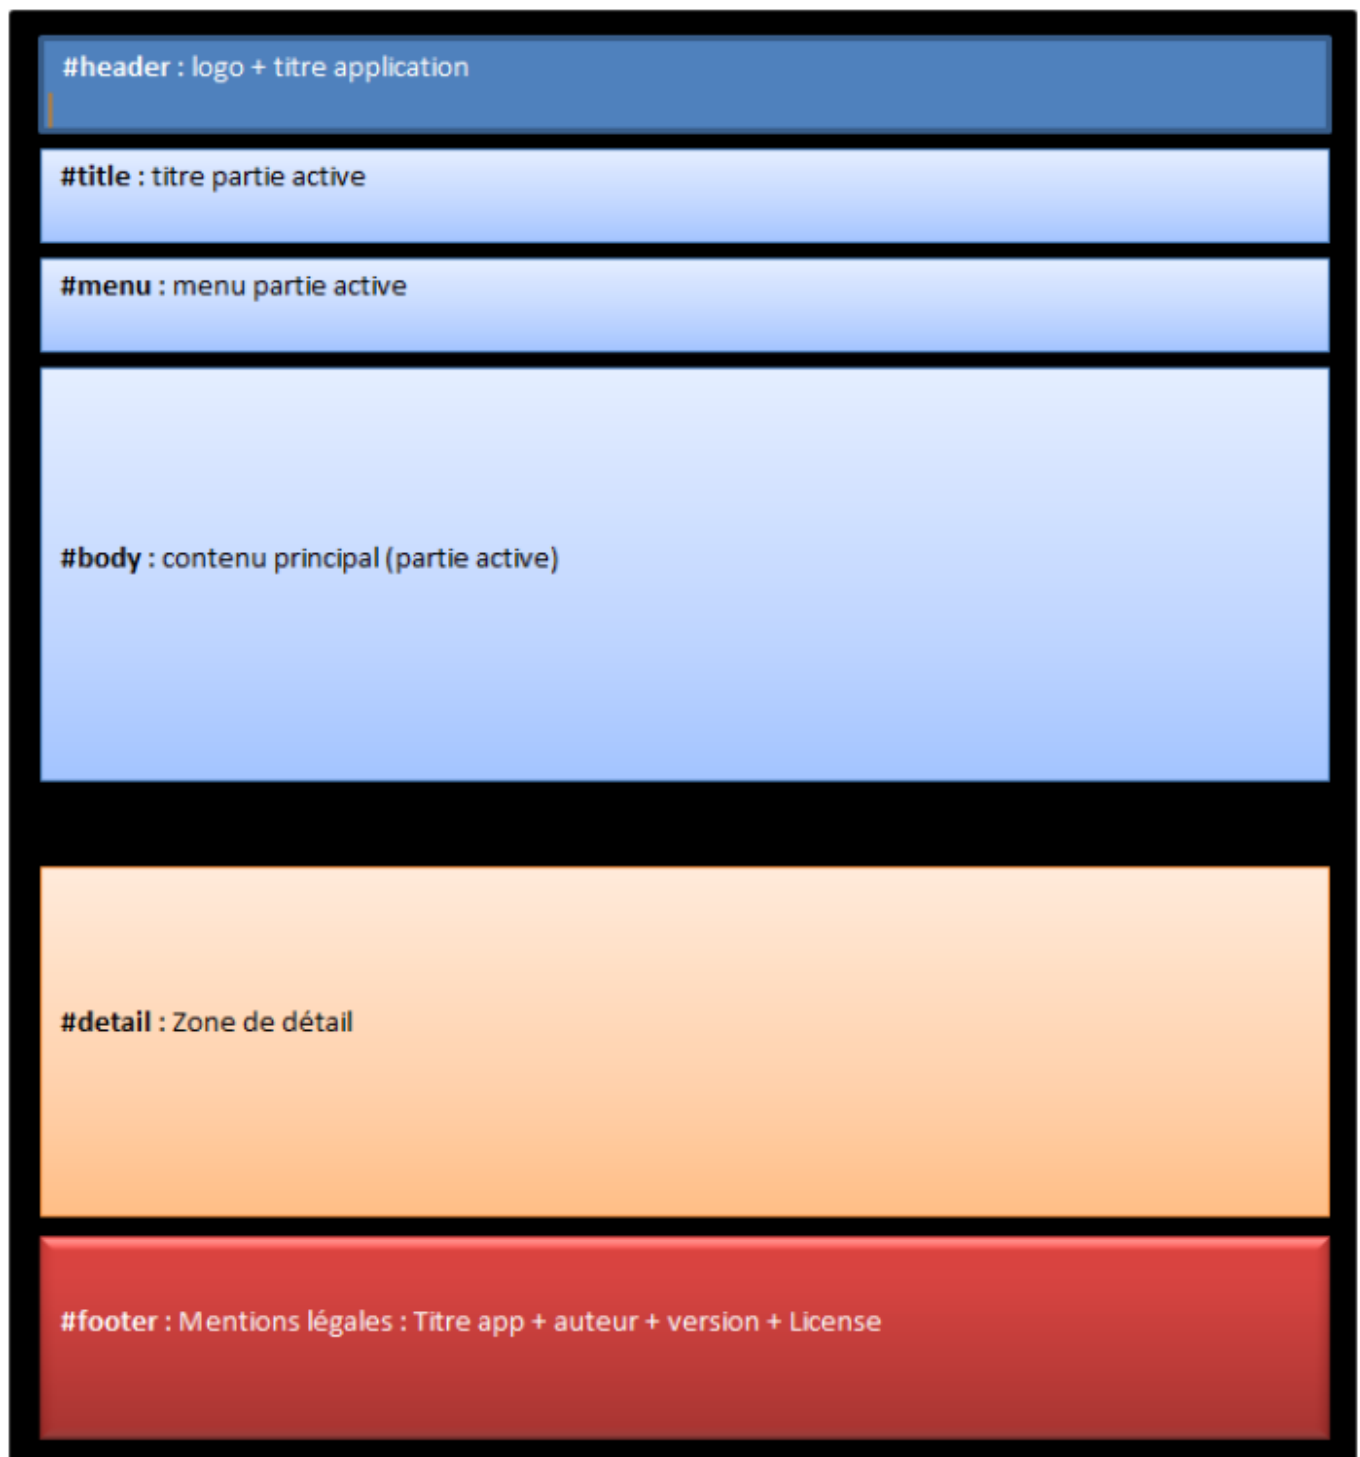 #header : logo + titre application
#title : titre partie active
#menu : menu partie active
#body : contenu principal (partie active)
#detail : Zone de détail
#footer : Mentions légales : Titre app + auteur + version + License